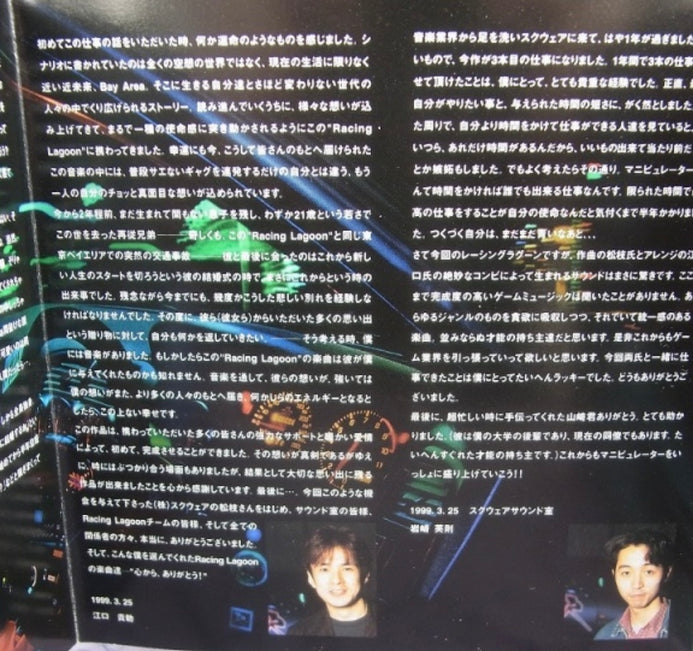 初めてこの仕事の話をいただいた時、何か運命のようなものを感じました。シ
ナリオに書かれていたのは全くの空想の世界ではなく、現在の生活に限りなく
近い近未来、Bay Area。そこに生きる自分達とさほど変わりない世代の
人々の中でくり広げられるストーリー。読み進んでいくうちに、様々な想いが込
み上げてきて、まるで一種の使命感に突き動かされるようにこの"Racing
Lagoon"に携わってきました。幸運にも今、こうして皆さんのもとへ届けられた
この音楽の中には、普段サエないギャグを連発するだけの自分とは違う、もう
一人の自分のチョッと真面目な想いが込められています。
今から2年程前、まだ生まれて間もない息子を残し、わずか21歳という若さで
この世を去った再従兄弟――奇しくも、この"Racing Lagoon"と同じ東
京ベイエリアでの突然の交通事故―― 彼と最後に会ったのはこれから新し
い人生のスタートを切ろうという彼の結婚式の時で、まさにこれからという時の
出来事でした。残念ながら今までにも、幾度かこうした悲しい別れを経験しな
ければなりませんでした。その度に、彼ら(彼女ら)からいただいた多くの思い出
という贈り物に対して、自分も何かを返していきたい。――そう考える時、僕
には音楽がありました。もしかしたらこの"Racing Lagoon"の楽曲は彼が僕
に与えてくれたものかも知れません。音楽を通して、彼らの想いが、強いては
僕の想いがまた、より多くの人々のもとへ届き、何かしらのエネルギーとなると
したら、この上ない幸せです。
この作品は、携わっていただいた多くの皆さんの強力なサポートと暖かい愛情
によって、初めて、完成させることができました。その想いが真剣であるがゆえ
に、時にはぶつかり合う場面もありましたが、結果として大切な思い出に残る
作品が出来ましたことを心から感謝しています。最後に…、今回このような機
会を与えて下さった(株)スクウェアの松枝さんをはじめ、サウンド室の皆様、
Racing Lagoonチームの皆様、そして全ての
関係者の方々、本当に、ありがとうございました。
そして、こんな僕を選んでくれたRacing Lagoon
の楽曲達…"心から、ありがとう!"
1999. 3. 25
江口 貴勅
音楽業界から足を洗いスクウェアに来て、はや1年が過ぎました
いもので、今作が3本目の仕事になりました。1年間で3本の仕事
せて頂けたことは、僕にとって、とても貴重な経験でした。正直、
自分がやりたい事と、与えられた時間の短さに、がく然としました
た周りで、自分より時間をかけて仕事ができる人達を見ていると
いつら、あれだけ時間があるんだから、いいもの出来て当たり前だ
とか嫉妬もしました。でもよく考えたらその通り、マニピュレーター
んて時間をかければ誰でも出来る仕事なんです。限られた時間で
高の仕事をすることが自分の使命なんだと気付くまで半年かかり
た。つくづく自分は、まだまだ青いなあと...
さて今回のレーシングラグーンですが、作曲の松枝氏とアレンジの江
口氏の絶妙なコンビによって生まれるサウンドはまさに驚きです。ここ
まで完成度の高いゲームミュージックは聞いたことがありません。あ
らゆるジャンルのものを貪欲に吸収しつつ、それでいて統一感のある
楽曲。並みならぬ才能の持ち主達だと思います。是非これからもゲー
ム業界を引っ張っていって欲しいと思います。今回両氏と一緒に仕
事できたことは僕にとってたいへんラッキーでした。どうもありがとうご
ざいました。
最後に、超忙しい時に手伝ってくれた山﨑君ありがとう。とても助か
りました。(彼は僕の大学の後輩であり、現在の同僚でもあります。た
いへんすぐれた才能の持ち主です。)これからもマニピュレーターをい
っしょに盛り上げていこう!!
1999. 3. 25 スクウェアサウンド室
岩﨑 英則